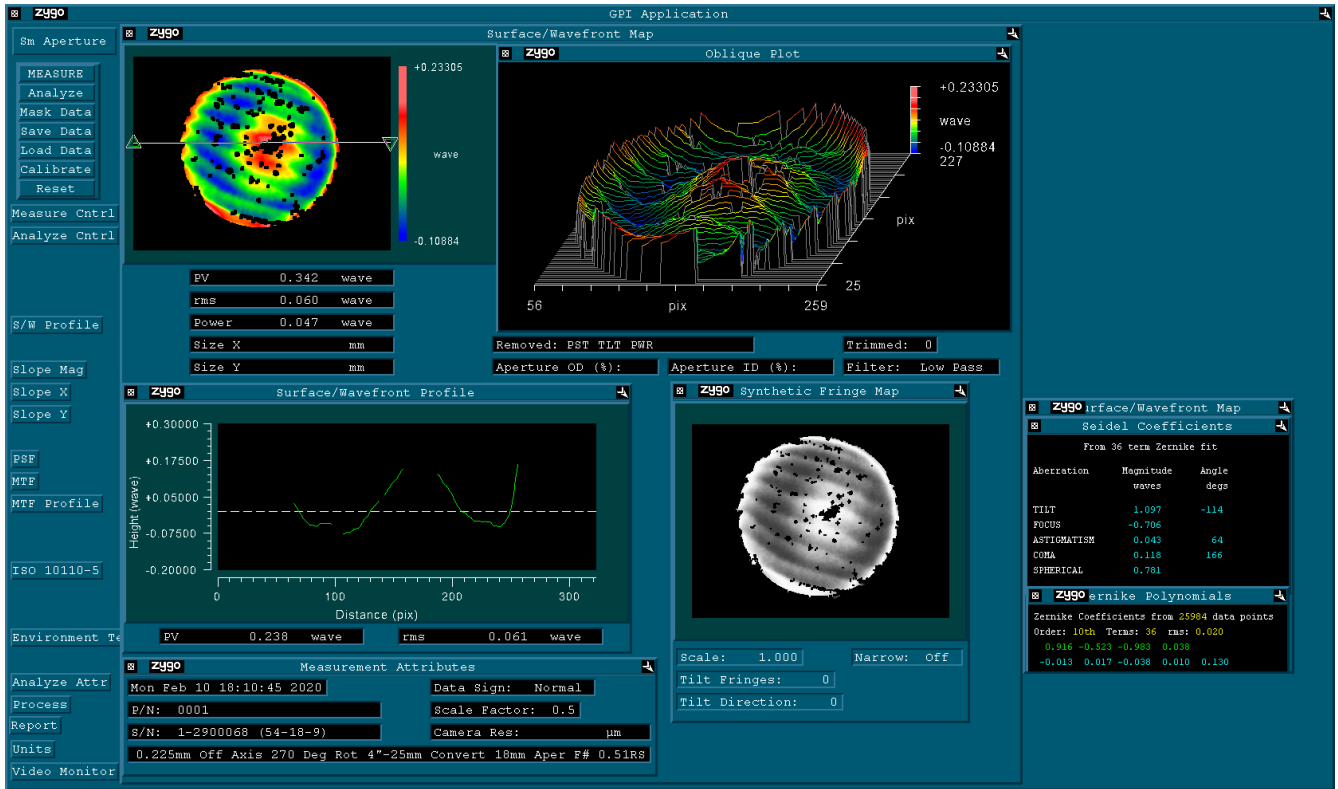 zygo GPI Application
Sm Aperture
MEASURE
Analyze
Mask Data
Save Data
Load Data
Calibrate
Reset
Measure Cntrl
Analyze Cntrl
S/W Profile
Slope Mag
Slope X
Slope Y
PSF
MTF
MTF Profile
ISO 10110-5
Environment Te
Analyze Attr
Process
Report
Units
Video Monitor
zygo Surface/Wavefront Map
+0.23305
wave
-0.10884
PV 0.342 wave
rms 0.060 wave
Power 0.047 wave
Size X mm
Size Y mm
zygo Oblique Plot
+0.23305
wave
-0.10884
227
pix
25
56 pix 259
Removed: PST TLT PWR
Trimmed: 0
Aperture OD (%):
Aperture ID (%):
Filter: Low Pass
zygo Surface/Wavefront Profile
+0.30000
+0.17500
+0.05000
-0.07500
-0.20000
Height (wave)
0 100 200 300
Distance (pix)
PV 0.238 wave
rms 0.061 wave
zygo Synthetic Fringe Map
Scale: 1.000
Narrow: Off
Tilt Fringes: 0
Tilt Direction: 0
zygo Measurement Attributes
Mon Feb 10 18:10:45 2020
Data Sign: Normal
P/N: 0001
Scale Factor: 0.5
S/N: 1-2900068 (54-18-9)
Camera Res: µm
0.225mm Off Axis 270 Deg Rot 4"-25mm Convert 18mm Aper F# 0.51RS
zygo urface/Wavefront Map
Seidel Coefficients
From 36 term Zernike fit
Aberration Magnitude Angle
waves degs
TILT 1.097 -114
FOCUS -0.706
ASTIGMATISM 0.043 64
COMA 0.118 166
SPHERICAL 0.781
zygo ernike Polynomials
Zernike Coefficients from 25984 data points
Order: 10th Terms: 36 rms: 0.020
0.916 -0.523 -0.983 0.038
-0.013 0.017 -0.038 0.010 0.130